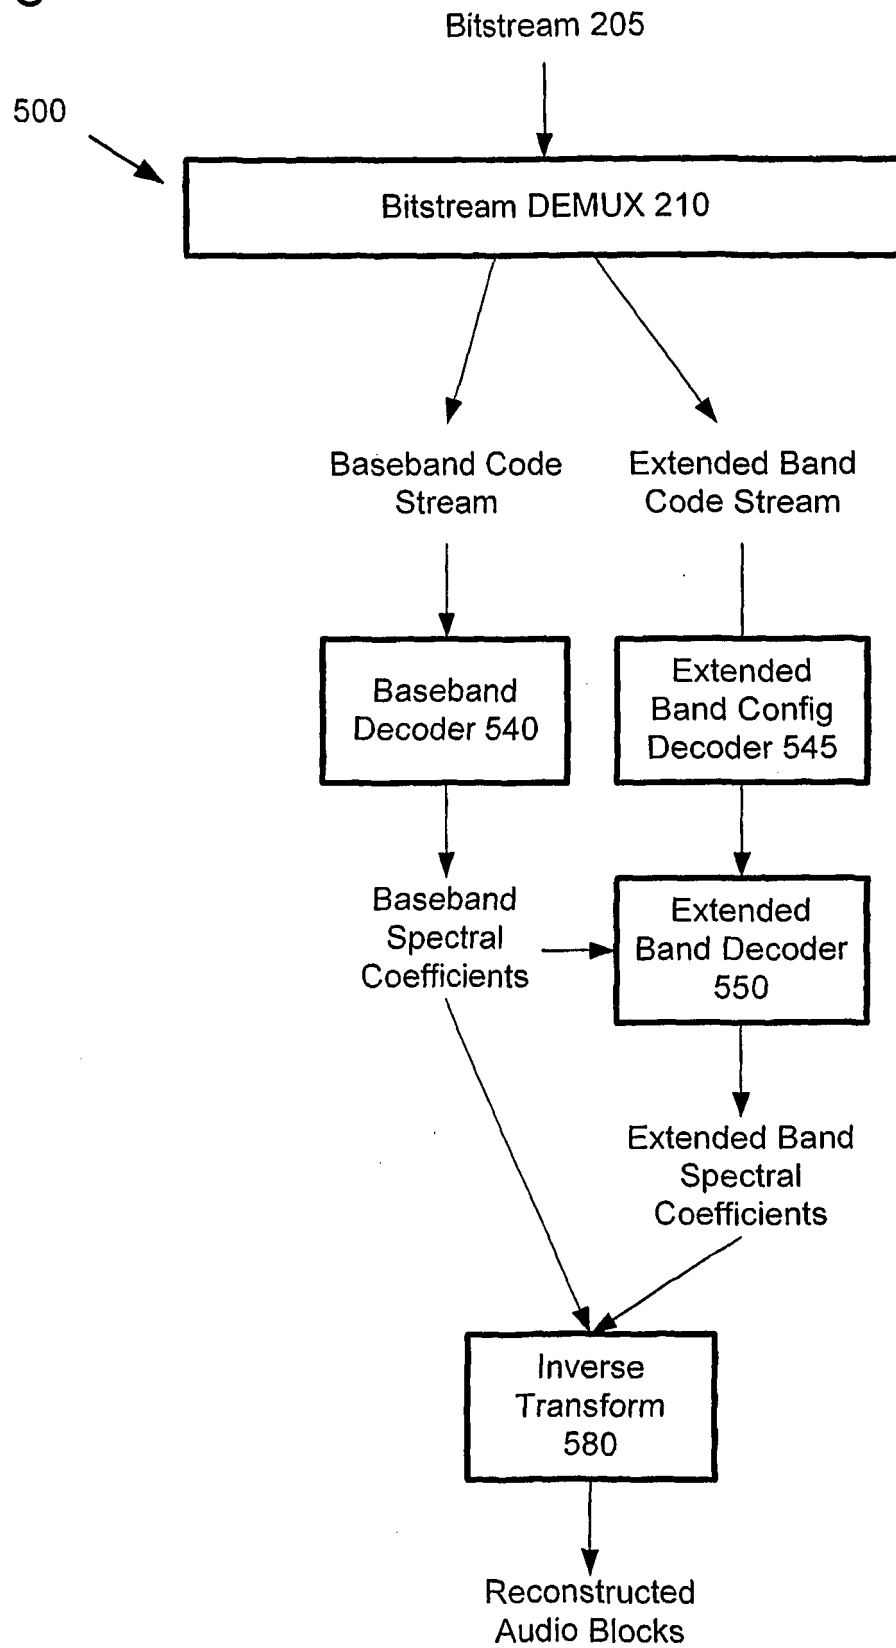 Bitstream 205
500
Bitstream DEMUX 210
Baseband Code
Stream
Extended Band
Code Stream
Baseband
Decoder 540
Extended
Band Config
Decoder 545
Baseband
Spectral
Coefficients
Extended
Band Decoder
550
Extended Band
Spectral
Coefficients
Inverse
Transform
580
Reconstructed
Audio Blocks